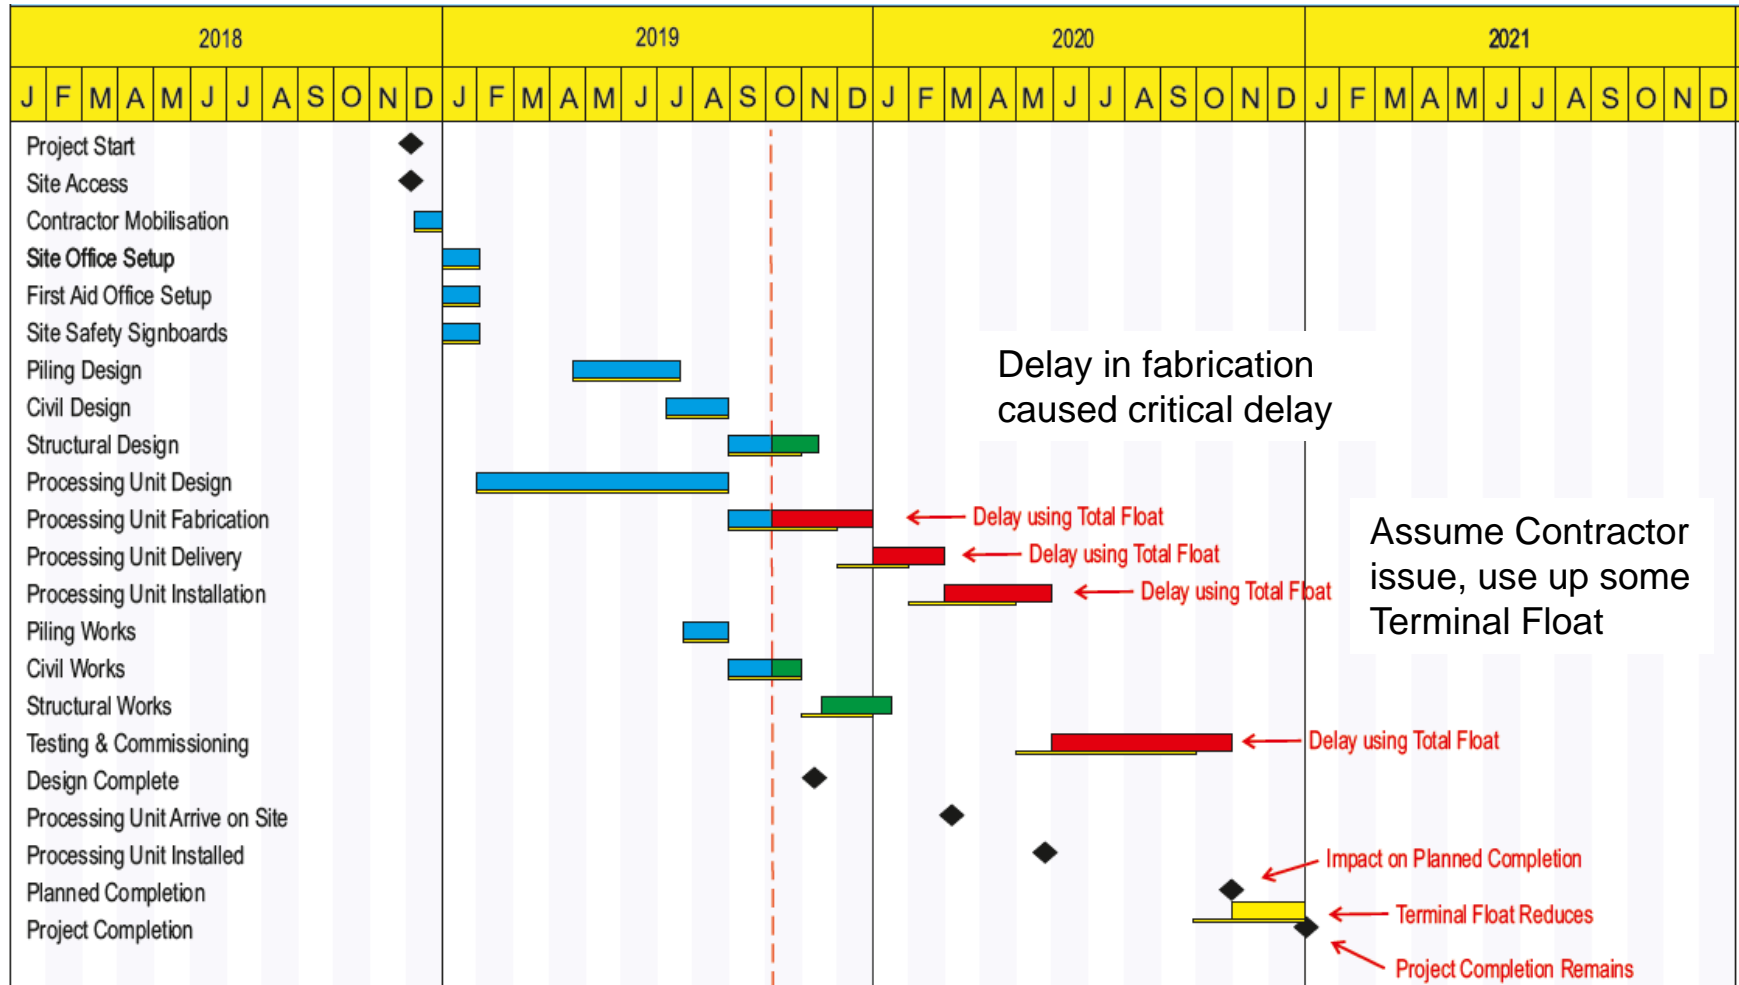 2018 2019 2020 2021
J F M A M J J A S O N D J F M A M J J A S O N D J F M A M J J A S O N D J F M A M J J A S O N D
Project Start
Site Access
Contractor Mobilisation
Site Office Setup
First Aid Office Setup
Site Safety Signboards
Piling Design
Civil Design
Structural Design
Processing Unit Design
Processing Unit Fabrication
Processing Unit Delivery
Processing Unit Installation
Piling Works
Civil Works
Structural Works
Testing & Commissioning
Design Complete
Processing Unit Arrive on Site
Processing Unit Installed
Planned Completion
Project Completion
Delay in fabrication
caused critical delay
Delay using Total Float
Delay using Total Float
Delay using Total Float
Assume Contractor
issue, use up some
Terminal Float
Delay using Total Float
Impact on Planned Completion
Terminal Float Reduces
Project Completion Remains